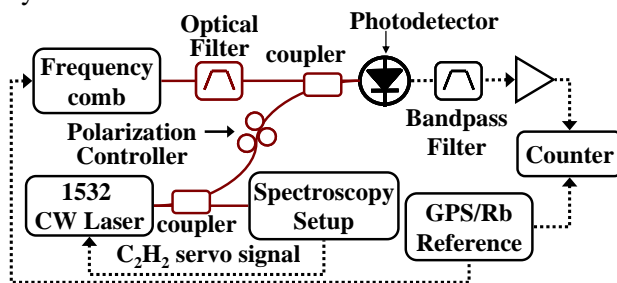 Optical
Filter
Photodetector
coupler
Frequency
comb
Polarization
Controller
Bandpass
Filter
Counter
1532
CW Laser
coupler
Spectroscopy
Setup
GPS/Rb
Reference
C₂H₂ servo signal